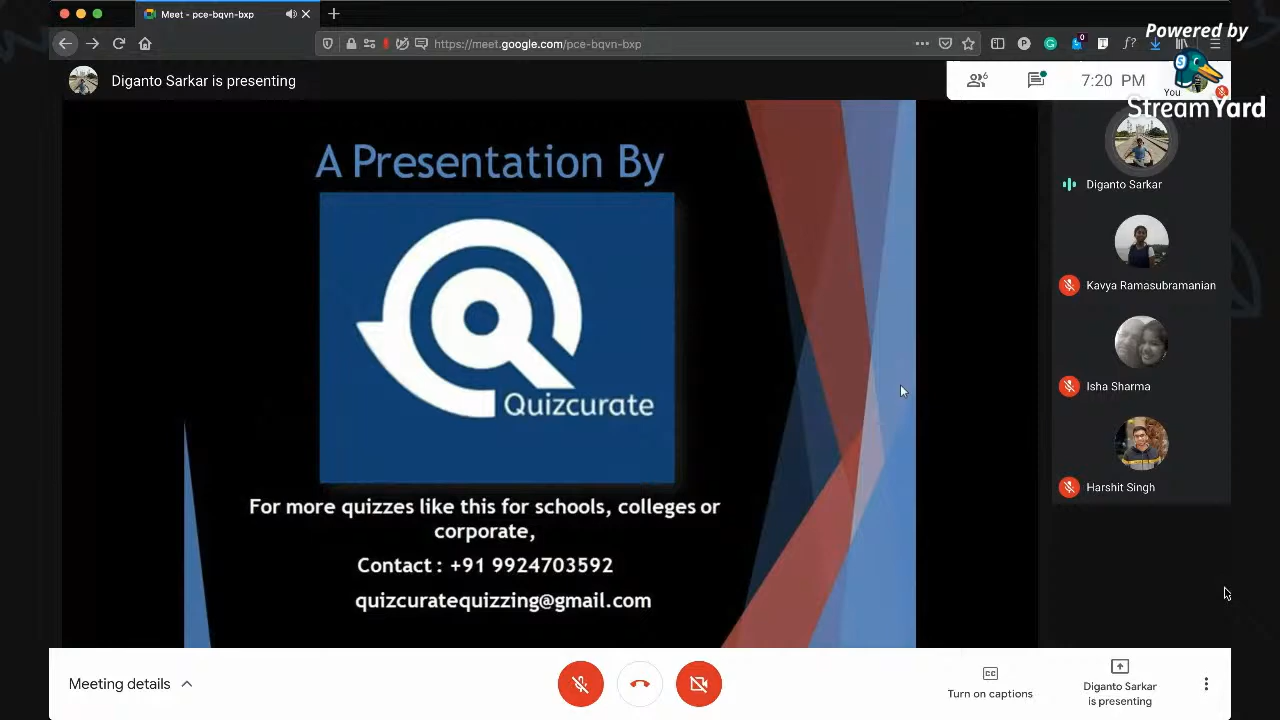 Meet - pce-bqvn-bxp
Powered by
https://meet.google.com/pce-bqvn-bxp
Diganto Sarkar is presenting
6
7:20 PM
You
StreamYard
A Presentation By
Quizcurate
For more quizzes like this for schools, colleges or
corporate,
Contact : +91 9924703592
quizcuratequizzing@gmail.com
Diganto Sarkar
Kavya Ramasubramanian
Isha Sharma
Harshit Singh
Meeting details
Turn on captions
Diganto Sarkar
is presenting